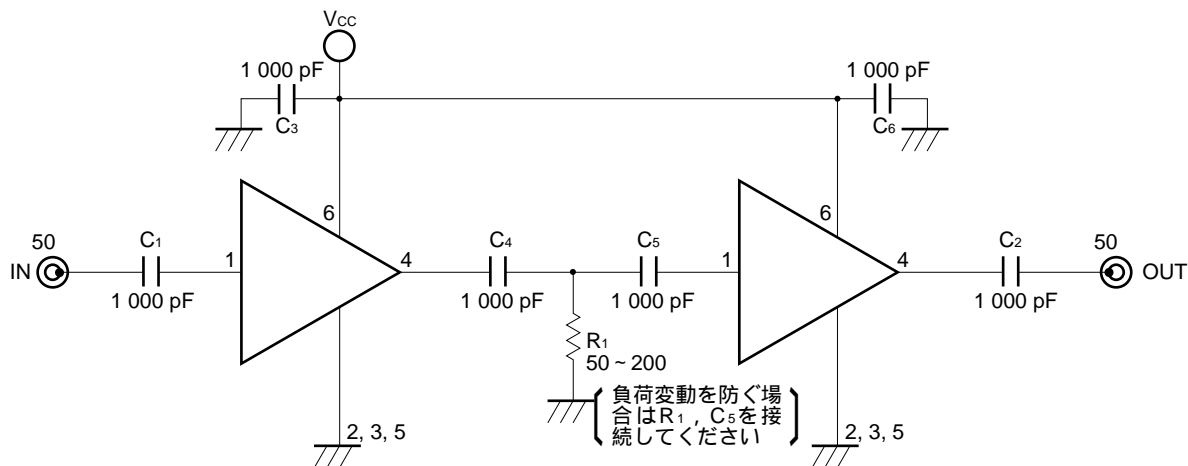 VCC
1 000 pF
C3
1 000 pF
C6
50
IN
C1
1 000 pF
1
6
4
2, 3, 5
C4
1 000 pF
R1
50 ~ 200
負荷変動を防ぐ場
合はR1 , C5を接
続してください
C5
1 000 pF
1
6
4
2, 3, 5
C2
1 000 pF
50
OUT